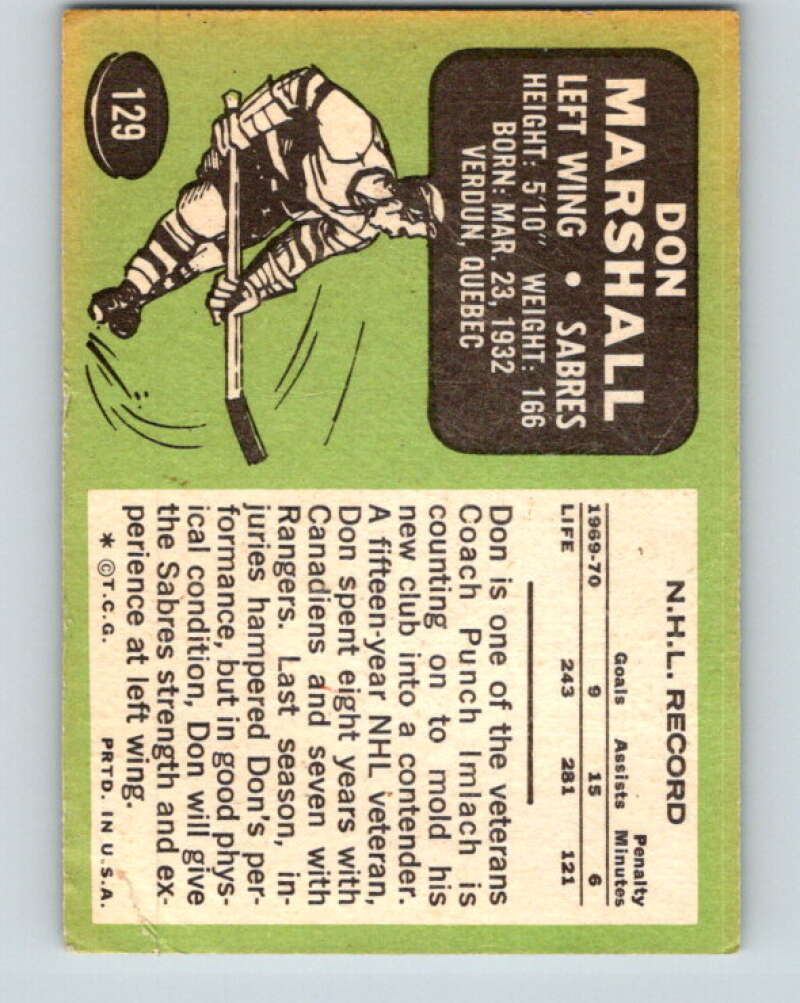 DON
MARSHALL
LEFT WING • SABRES
HEIGHT: 5'10" WEIGHT: 166
BORN: MAR. 23, 1932
VERDUN, QUEBEC
129
N.H.L. RECORD
Penalty
Goals Assists Minutes
1969-70 9 15 6
LIFE 243 281 121
Don is one of the veterans
Coach Punch Imlach is
counting on to mold his
new club into a contender.
A fifteen-year NHL veteran,
Don spent eight years with
Canadiens and seven with
Rangers. Last season, in-
juries hampered Don's per-
formance, but in good phys-
ical condition, Don will give
the Sabres strength and ex-
perience at left wing.
* ©T.C.G. PRTD. IN U.S.A.